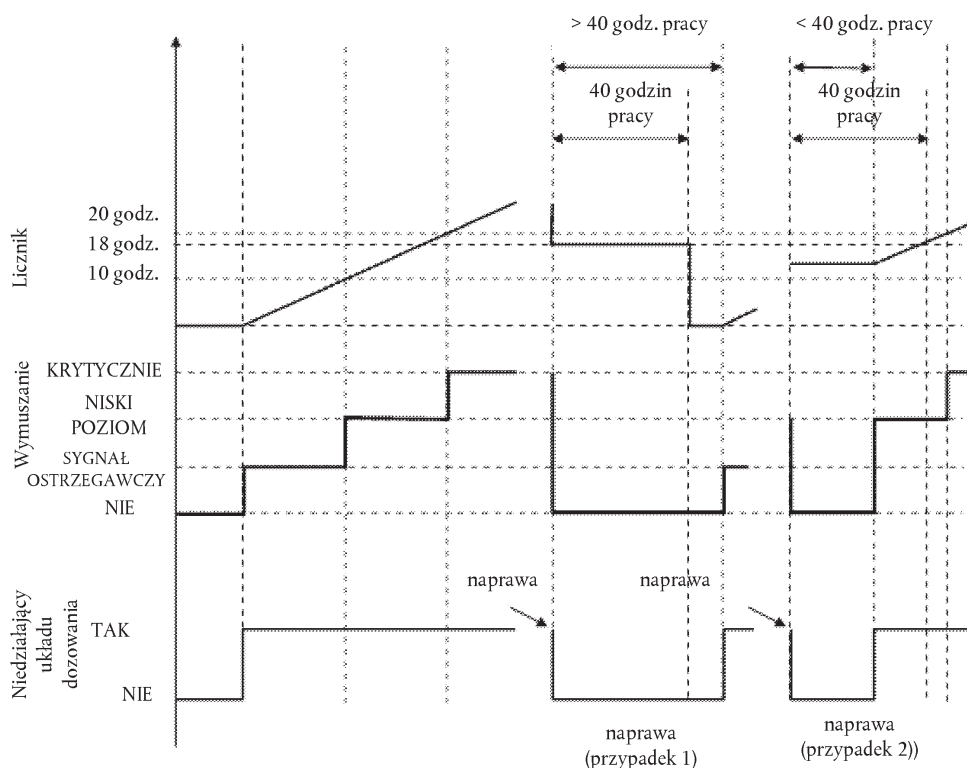 > 40 godz. pracy
< 40 godz. pracy
40 godzin
pracy
40 godzin
pracy
Licznik
20 godz.
18 godz.
10 godz.
Wymuszanie
KRYTYCZNIE
NISKI
POZIOM
SYGNAŁ
OSTRZEGAWCZY
NIE
Niedziałający
układu
dozowania
TAK
NIE
naprawa
naprawa
naprawa
(przypadek 1)
naprawa
(przypadek 2))